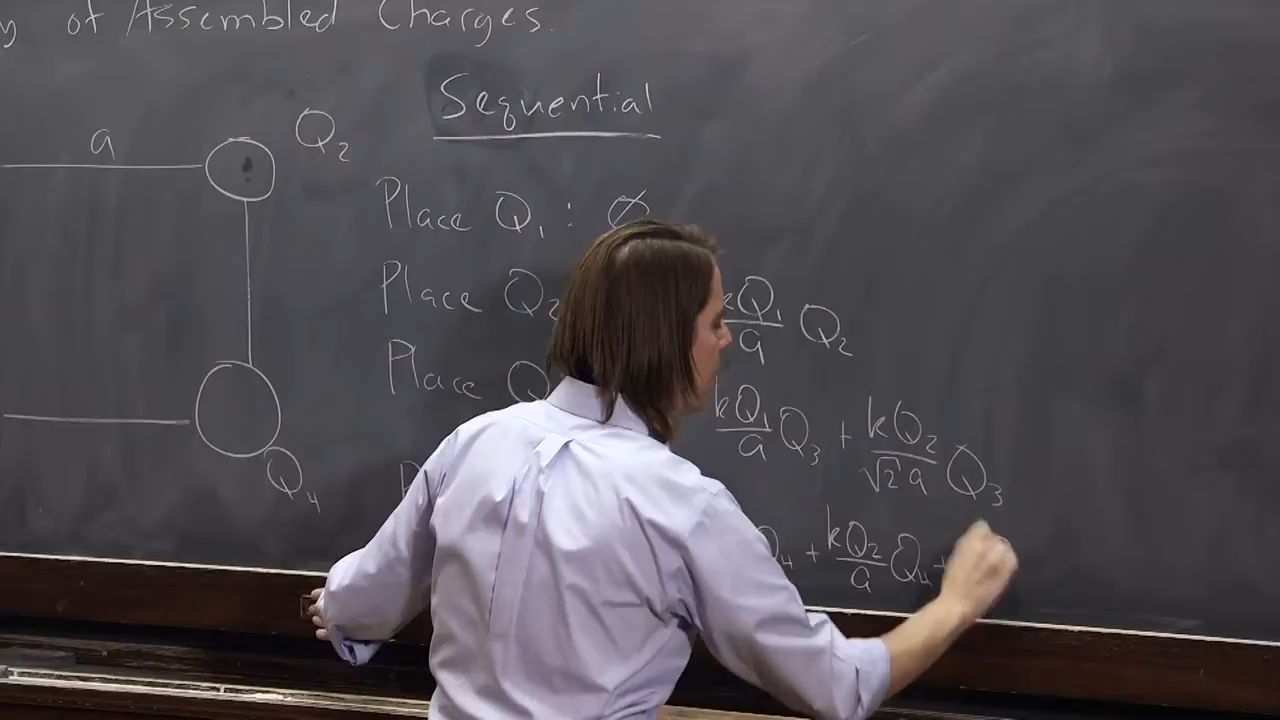 y of Assembled Charges.
Sequential
a
Q₂
Place Q₁ : Ø
Place Q₂ kQ₁/a Q₂
Place Q kQ₁/a Q₃ + kQ₂/√2 a Q₃
Q₄
Q₄ + kQ₂/a Q₄ +